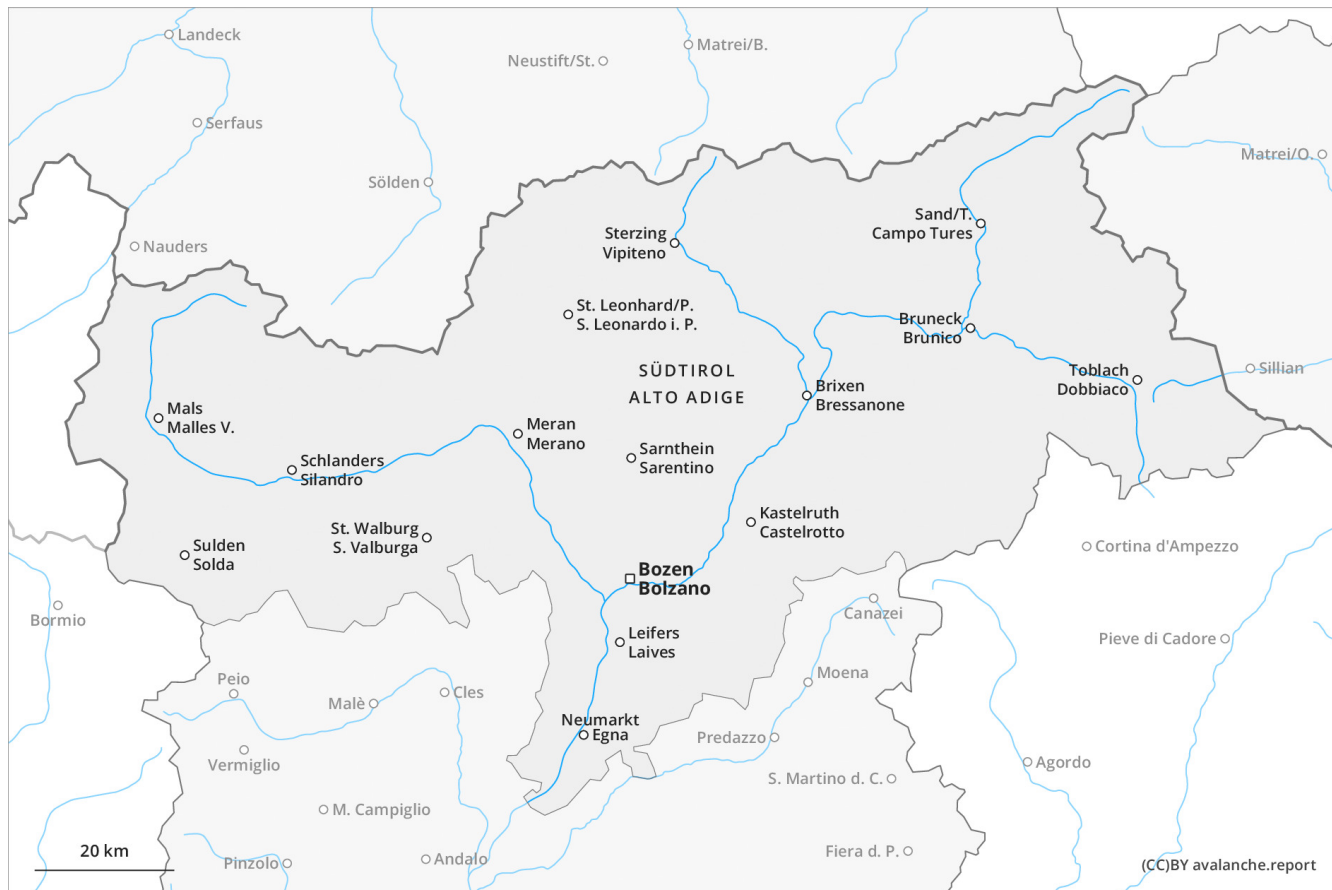 Landeck
Matrei/B.
Neustift/St.
Serfaus
Matrei/O.
Sölden
Sand/T.
Campo Tures
Sterzing
Vipiteno
Nauders
St. Leonhard/P.
S. Leonardo i. P.
Bruneck
Brunico
SÜDTIROL
ALTO ADIGE
Toblach
Dobbiaco
Sillian
Brixen
Bressanone
Mals
Malles V.
Meran
Merano
Sarnthein
Sarentino
Schlanders
Silandro
Kastelruth
Castelrotto
St. Walburg
S. Valburga
Sulden
Solda
Cortina d'Ampezzo
Bozen
Bolzano
Bormio
Canazei
Leifers
Laives
Pieve di Cadore
Moena
Peio
Malè
Cles
Neumarkt
Egna
Predazzo
Vermiglio
Agordo
S. Martino d. C.
M. Campiglio
20 km
Pinzolo
Andalo
Fiera d. P.
(CC)BY avalanche.report